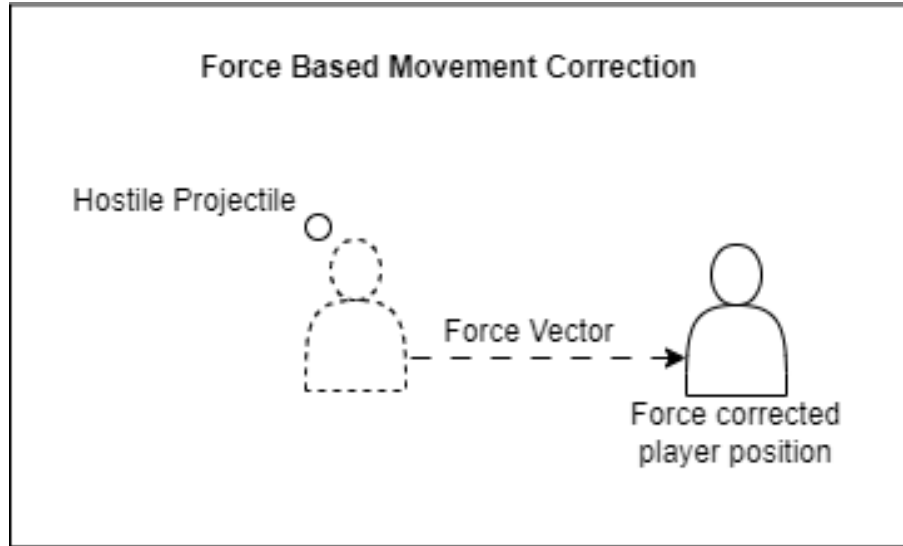 Force Based Movement Correction
Hostile Projectile
Force Vector
Force corrected
player position